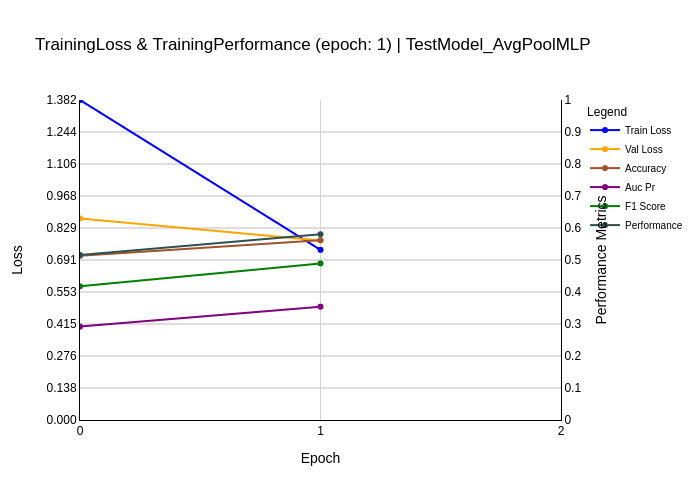 TrainingLoss & TrainingPerformance (epoch: 1) | TestModel_AvgPoolMLP
1.382
1.244
1.106
0.968
0.829
0.691
0.553
0.415
0.276
0.138
0.000
Loss
0
1
2
Epoch
1
0.9
0.8
0.7
0.6
0.5
0.4
0.3
0.2
0.1
0
Performance Metrics
Legend
Train Loss
Val Loss
Accuracy
Auc Pr
F1 Score
Performance